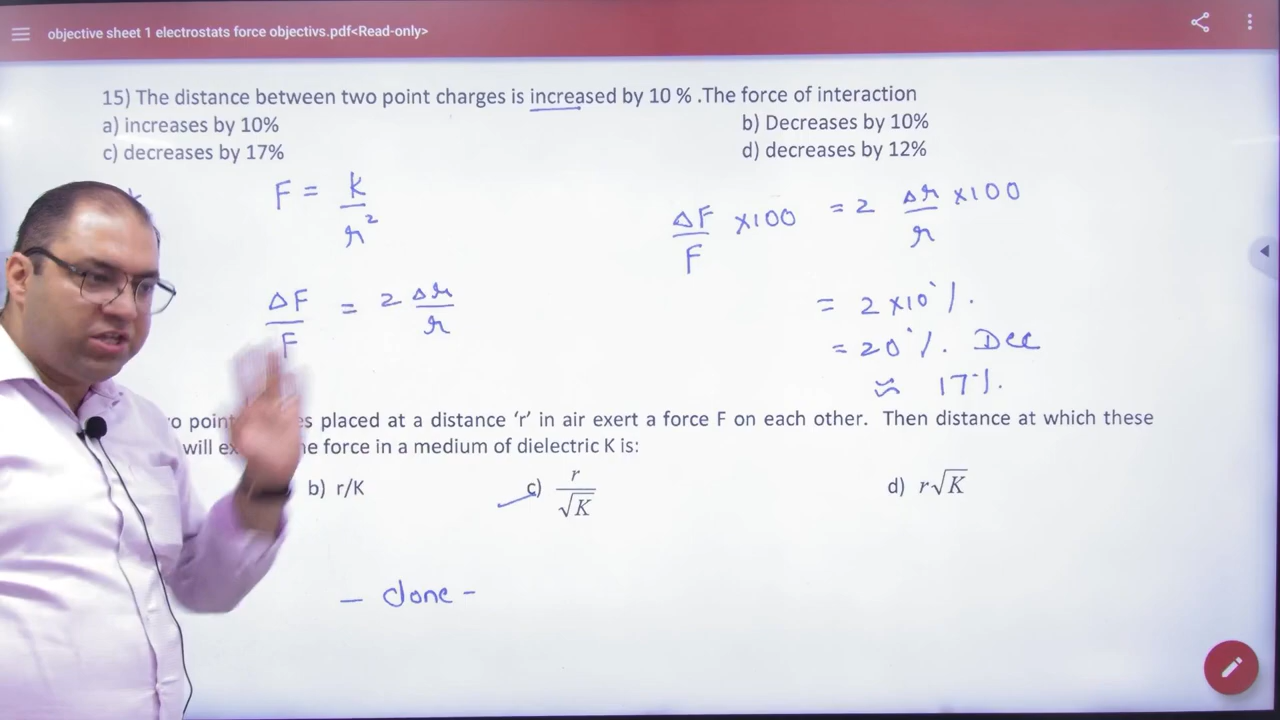 objective sheet 1 electrostats force objectivs.pdf<Read-only>
15) The distance between two point charges is increased by 10 % .The force of interaction
a) increases by 10% b) Decreases by 10%
c) decreases by 17% d) decreases by 12%
F = k / r²
ΔF / F = 2 Δr / r
ΔF / F ×100 = 2 Δr / r ×100
= 2 ×10 %.
= 20 %. Dec
≈ 17%.
placed at a distance ‘r’ in air exert a force F on each other. Then distance at which these
will force in a medium of dielectric K is:
b) r/K c) r / √K d) r√K
- done -